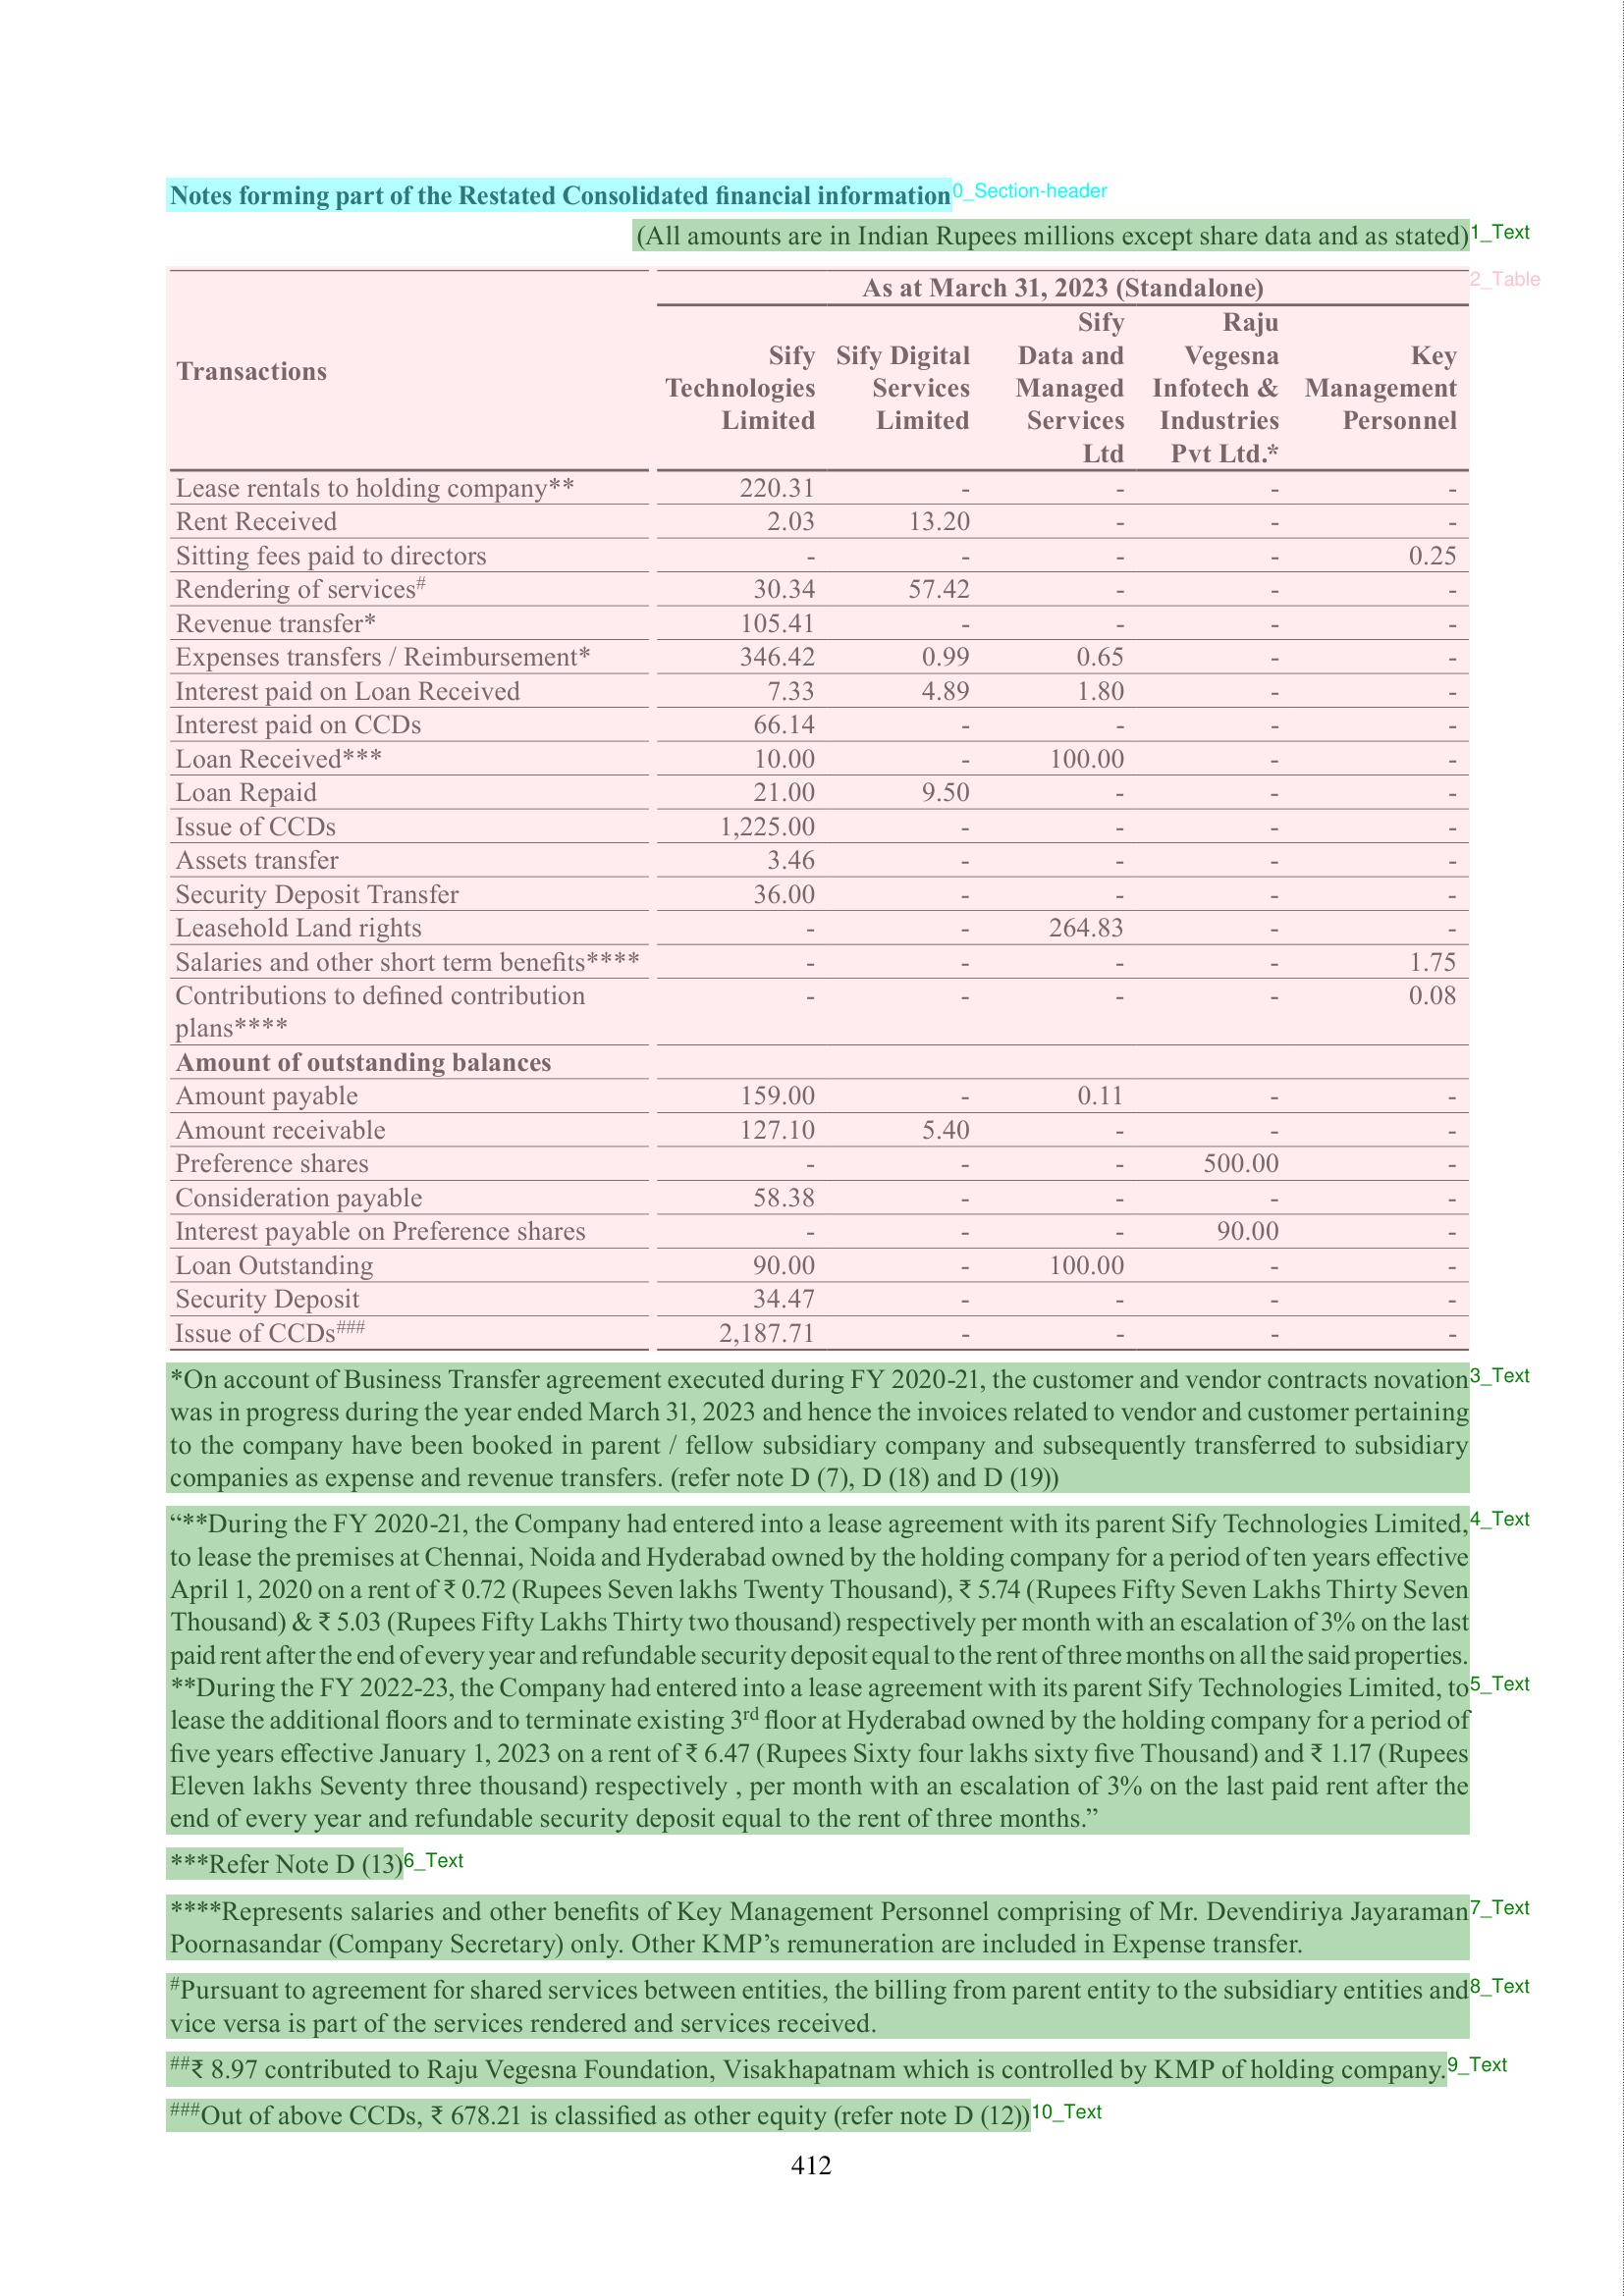 Notes forming part of the Restated Consolidated financial information
0_Section-header
(All amounts are in Indian Rupees millions except share data and as stated)
1_Text
2_Table
As at March 31, 2023 (Standalone)
Transactions
Sify Technologies Limited
Sify Digital Services Limited
Sify Data and Managed Services Ltd
Raju Vegesna Infotech & Industries Pvt Ltd.*
Key Management Personnel
Lease rentals to holding company** 220.31 - - - -
Rent Received 2.03 13.20 - - -
Sitting fees paid to directors - - - - 0.25
Rendering of services# 30.34 57.42 - - -
Revenue transfer* 105.41 - - - -
Expenses transfers / Reimbursement* 346.42 0.99 0.65 - -
Interest paid on Loan Received 7.33 4.89 1.80 - -
Interest paid on CCDs 66.14 - - - -
Loan Received*** 10.00 - 100.00 - -
Loan Repaid 21.00 9.50 - - -
Issue of CCDs 1,225.00 - - - -
Assets transfer 3.46 - - - -
Security Deposit Transfer 36.00 - - - -
Leasehold Land rights - - 264.83 - -
Salaries and other short term benefits**** - - - - 1.75
Contributions to defined contribution - - - - 0.08
plans****
Amount of outstanding balances
Amount payable 159.00 - 0.11 - -
Amount receivable 127.10 5.40 - - -
Preference shares - - - 500.00 -
Consideration payable 58.38 - - - -
Interest payable on Preference shares - - - 90.00 -
Loan Outstanding 90.00 - 100.00 - -
Security Deposit 34.47 - - - -
Issue of CCDs### 2,187.71 - - - -
*On account of Business Transfer agreement executed during FY 2020-21, the customer and vendor contracts novation
3_Text
was in progress during the year ended March 31, 2023 and hence the invoices related to vendor and customer pertaining
to the company have been booked in parent / fellow subsidiary company and subsequently transferred to subsidiary
companies as expense and revenue transfers. (refer note D (7), D (18) and D (19))
“**During the FY 2020-21, the Company had entered into a lease agreement with its parent Sify Technologies Limited,
4_Text
to lease the premises at Chennai, Noida and Hyderabad owned by the holding company for a period of ten years effective
April 1, 2020 on a rent of ₹ 0.72 (Rupees Seven lakhs Twenty Thousand), ₹ 5.74 (Rupees Fifty Seven Lakhs Thirty Seven
Thousand) & ₹ 5.03 (Rupees Fifty Lakhs Thirty two thousand) respectively per month with an escalation of 3% on the last
paid rent after the end of every year and refundable security deposit equal to the rent of three months on all the said properties.
**During the FY 2022-23, the Company had entered into a lease agreement with its parent Sify Technologies Limited, to
5_Text
lease the additional floors and to terminate existing 3rd floor at Hyderabad owned by the holding company for a period of
five years effective January 1, 2023 on a rent of ₹ 6.47 (Rupees Sixty four lakhs sixty five Thousand) and ₹ 1.17 (Rupees
Eleven lakhs Seventy three thousand) respectively , per month with an escalation of 3% on the last paid rent after the
end of every year and refundable security deposit equal to the rent of three months.”
***Refer Note D (13)
6_Text
****Represents salaries and other benefits of Key Management Personnel comprising of Mr. Devendiriya Jayaraman
7_Text
Poornasandar (Company Secretary) only. Other KMP’s remuneration are included in Expense transfer.
#Pursuant to agreement for shared services between entities, the billing from parent entity to the subsidiary entities and
8_Text
vice versa is part of the services rendered and services received.
##₹ 8.97 contributed to Raju Vegesna Foundation, Visakhapatnam which is controlled by KMP of holding company.
9_Text
###Out of above CCDs, ₹ 678.21 is classified as other equity (refer note D (12))
10_Text
412